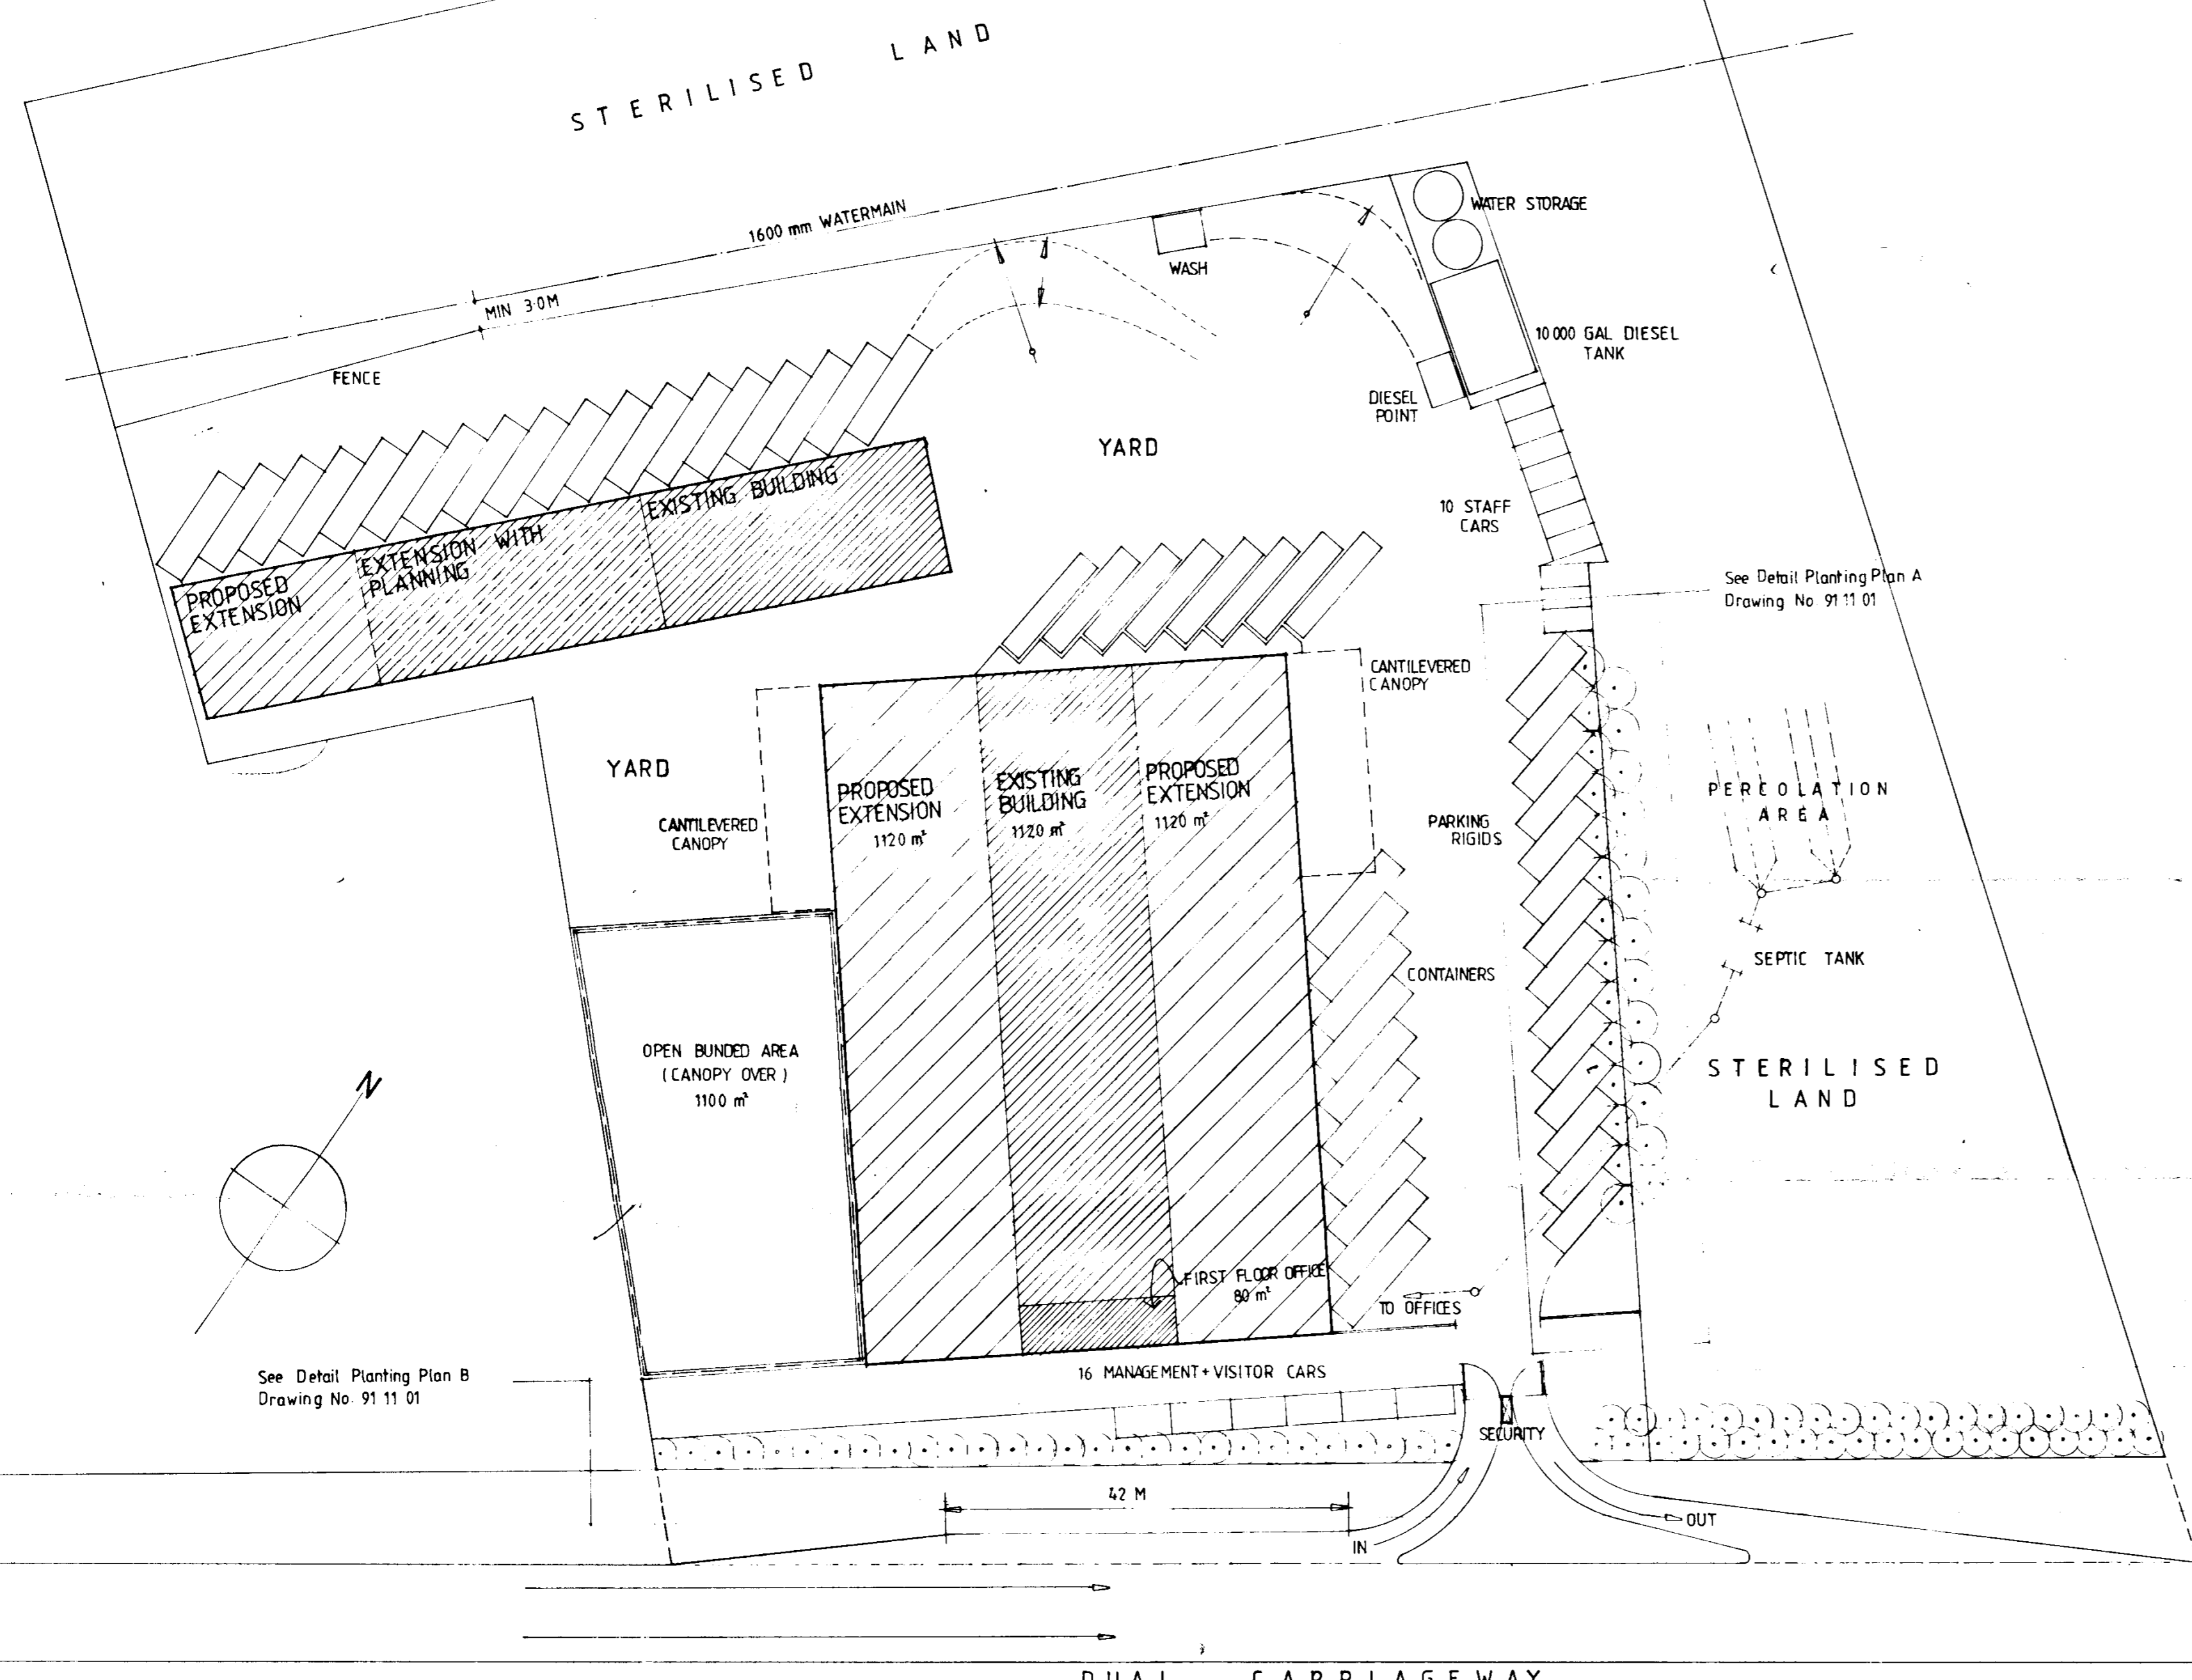 STERILISED LAND
1600 mm WATERMAIN
WATER STORAGE
WASH
MIN 3·0M
10 000 GAL DIESEL
TANK
FENCE
DIESEL
POINT
YARD
EXISTING BUILDING
10 STAFF
CARS
EXTENSION WITH
PLANNING
PROPOSED
EXTENSION
See Detail Planting Plan A
Drawing No. 91 11 01
CANTILEVERED
CANOPY
YARD
PROPOSED
EXTENSION
1120 m²
EXISTING
BUILDING
1120 m²
PROPOSED
EXTENSION
1120 m²
CANTILEVERED
CANOPY
PARKING
RIGIDS
PERCOLATION
AREA
SEPTIC TANK
CONTAINERS
OPEN BUNDED AREA
(CANOPY OVER)
1100 m²
STERILISED
LAND
N
FIRST FLOOR OFFICE
80 m²
TO OFFICES
See Detail Planting Plan B
Drawing No. 91 11 01
16 MANAGEMENT + VISITOR CARS
SECURITY
42 M
OUT
IN
DUAL CARRIAGEWAY